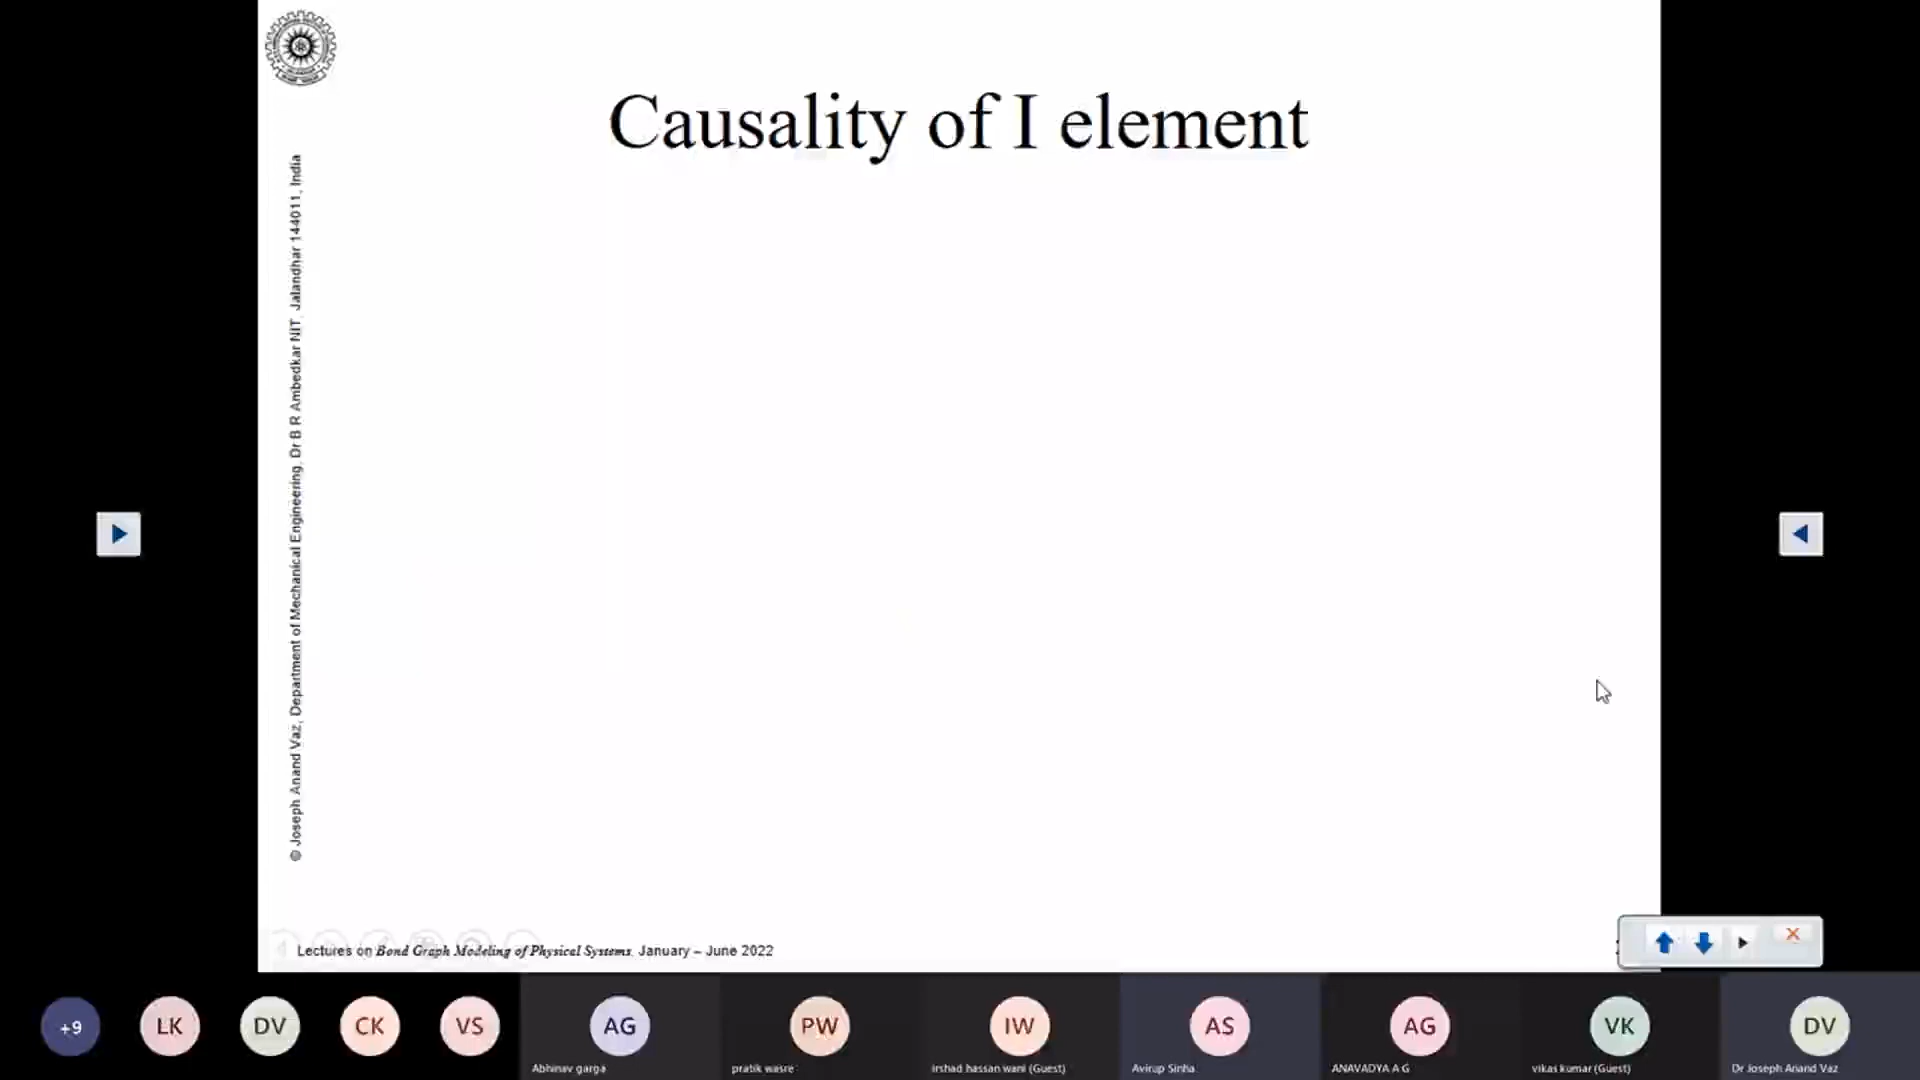 Causality of I element
© Joseph Anand Vaz, Department of Mechanical Engineering, Dr B R Ambedkar NIT, Jalandhar 144011, India
Lectures on Bond Graph Modeling of Physical Systems, January – June 2022
+9
LK
DV
CK
VS
AG
PW
IW
AS
AG
VK
DV
Abhinav garga
pratik wasre
irshad hassan wani (Guest)
Avirup Sinha
ANAVADYA A G
vikas kumar (Guest)
Dr Joseph Anand Vaz